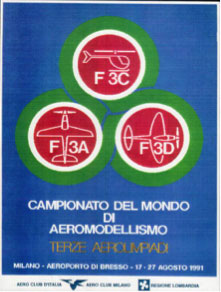 F3C
F3A
F3D
CAMPIONATO DEL MONDO
DI
AEROMODELLISMO
TERZE AEROLIMPIADI
MILANO - AEROPORTO DI BRESSO - 17 - 27 AGOSTO 1991
AERO CLUB D'ITALIA AERO CLUB MILANO REGIONE LOMBARDIA